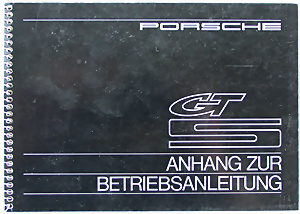 PORSCHE
GT
S
ANHANG ZUR
BETRIEBSANLEITUNG